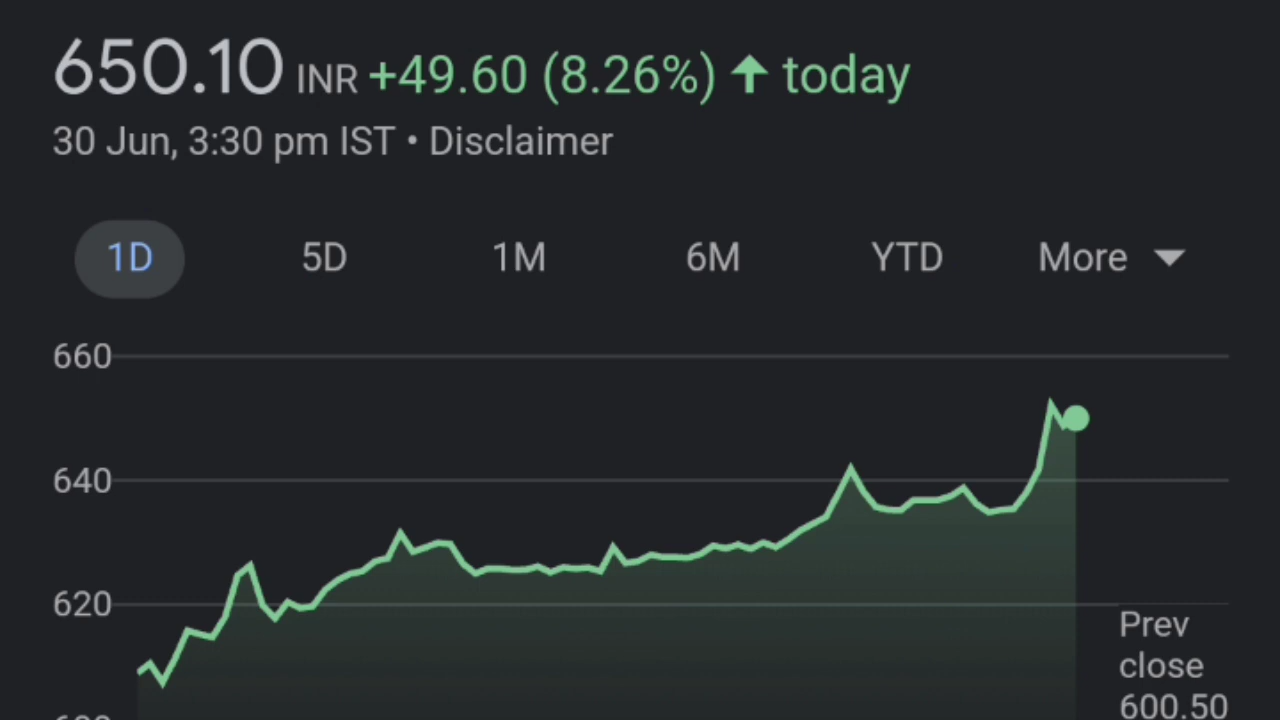 650.10 INR +49.60 (8.26%) ↑ today
30 Jun, 3:30 pm IST • Disclaimer
1D 5D 1M 6M YTD More
660
640
620
Prev
close
600.50